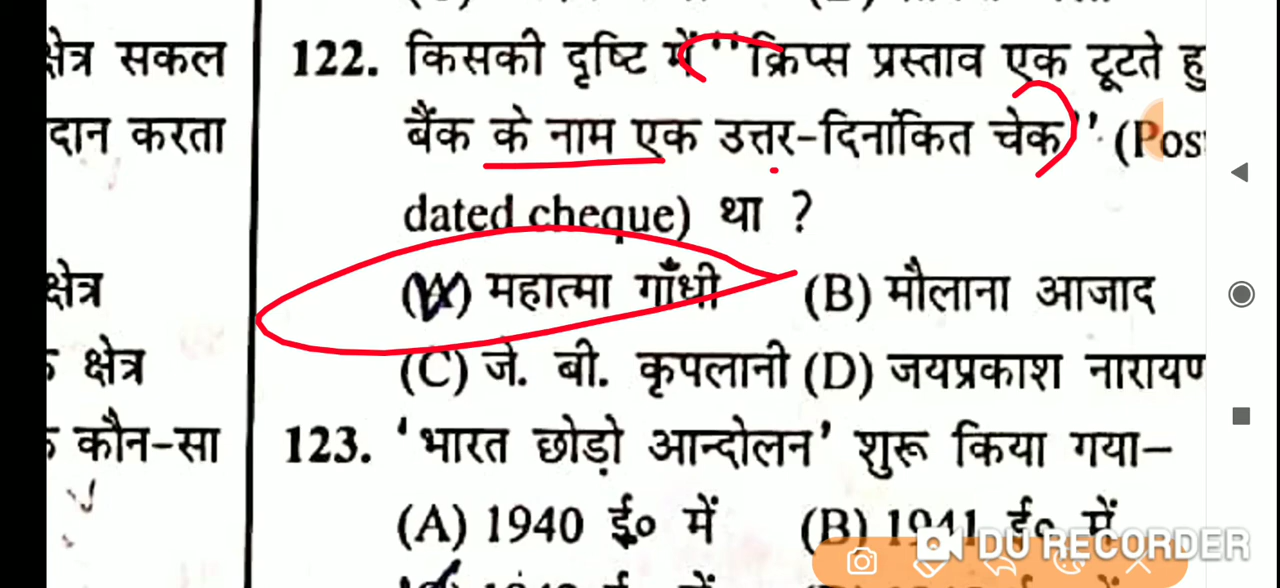 क्षेत्र सकल
दान करता
क्षेत्र
क्षेत्र
कौन-सा
122. किसकी दृष्टि में "क्रिप्स प्रस्ताव एक टूटते
बैंक के नाम एक उत्तर-दिनांकित चेक" (Pos
dated cheque) था ?
महात्मा गाँधी (B) मौलाना आजाद
(C) जे. बी. कृपलानी (D) जयप्रकाश नारायण
123. 'भारत छोड़ो आन्दोलन' शुरू किया गया–
(A) 1940 ई० में (B) 1941 ई० में
DU RECORDER